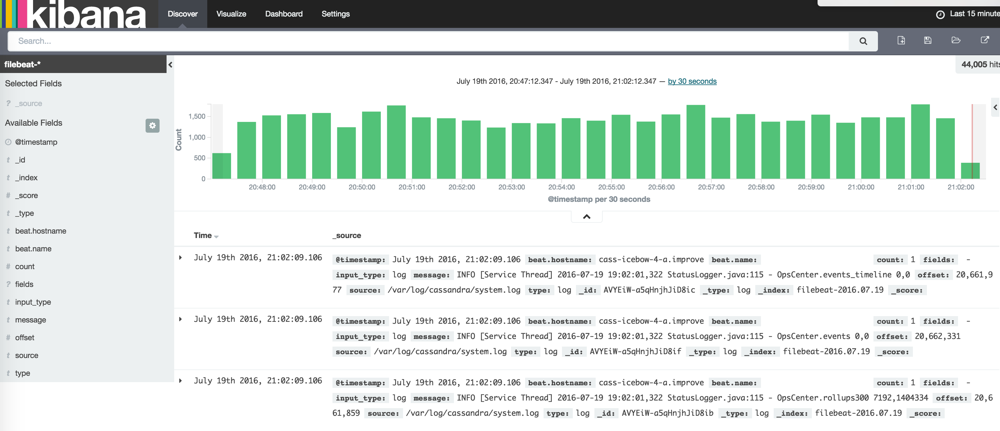 kibana Discover Visualize Dashboard Settings Last 15 minute
Search...
filebeat-*
44,005 hits
Selected Fields
? _source
Available Fields
@timestamp
t _id
t _index
# _score
t _type
t beat.hostname
t beat.name
# count
? fields
t input_type
t message
# offset
t source
t type
July 19th 2016, 20:47:12.347 - July 19th 2016, 21:02:12.347 — by 30 seconds
Count
1,500
1,000
500
0
20:48:00 20:49:00 20:50:00 20:51:00 20:52:00 20:53:00 20:54:00 20:55:00 20:56:00 20:57:00 20:58:00 20:59:00 21:00:00 21:01:00 21:02:00
@timestamp per 30 seconds
Time _source
July 19th 2016, 21:02:09.106 @timestamp: July 19th 2016, 21:02:09.106 beat.hostname: cass-icebow-4-a.improve beat.name: count: 1 fields: -
input_type: log message: INFO [Service Thread] 2016-07-19 19:02:01,322 StatusLogger.java:115 - OpsCenter.events_timeline 0,0 offset: 20,661,9
77 source: /var/log/cassandra/system.log type: log _id: AVYEiW-a5qHnjhJiD8ic _type: log _index: filebeat-2016.07.19 _score:
July 19th 2016, 21:02:09.106 @timestamp: July 19th 2016, 21:02:09.106 beat.hostname: cass-icebow-4-a.improve beat.name: count: 1 fields: -
input_type: log message: INFO [Service Thread] 2016-07-19 19:02:01,322 StatusLogger.java:115 - OpsCenter.events 0,0 offset: 20,662,331
source: /var/log/cassandra/system.log type: log _id: AVYEiW-a5qHnjhJiD8if _type: log _index: filebeat-2016.07.19 _score:
July 19th 2016, 21:02:09.106 @timestamp: July 19th 2016, 21:02:09.106 beat.hostname: cass-icebow-4-a.improve beat.name: count: 1 fields: -
input_type: log message: INFO [Service Thread] 2016-07-19 19:02:01,322 StatusLogger.java:115 - OpsCenter.rollups300 7192,1404334 offset: 20,6
61,859 source: /var/log/cassandra/system.log type: log _id: AVYEiW-a5qHnjhJiD8ib _type: log _index: filebeat-2016.07.19 _score: